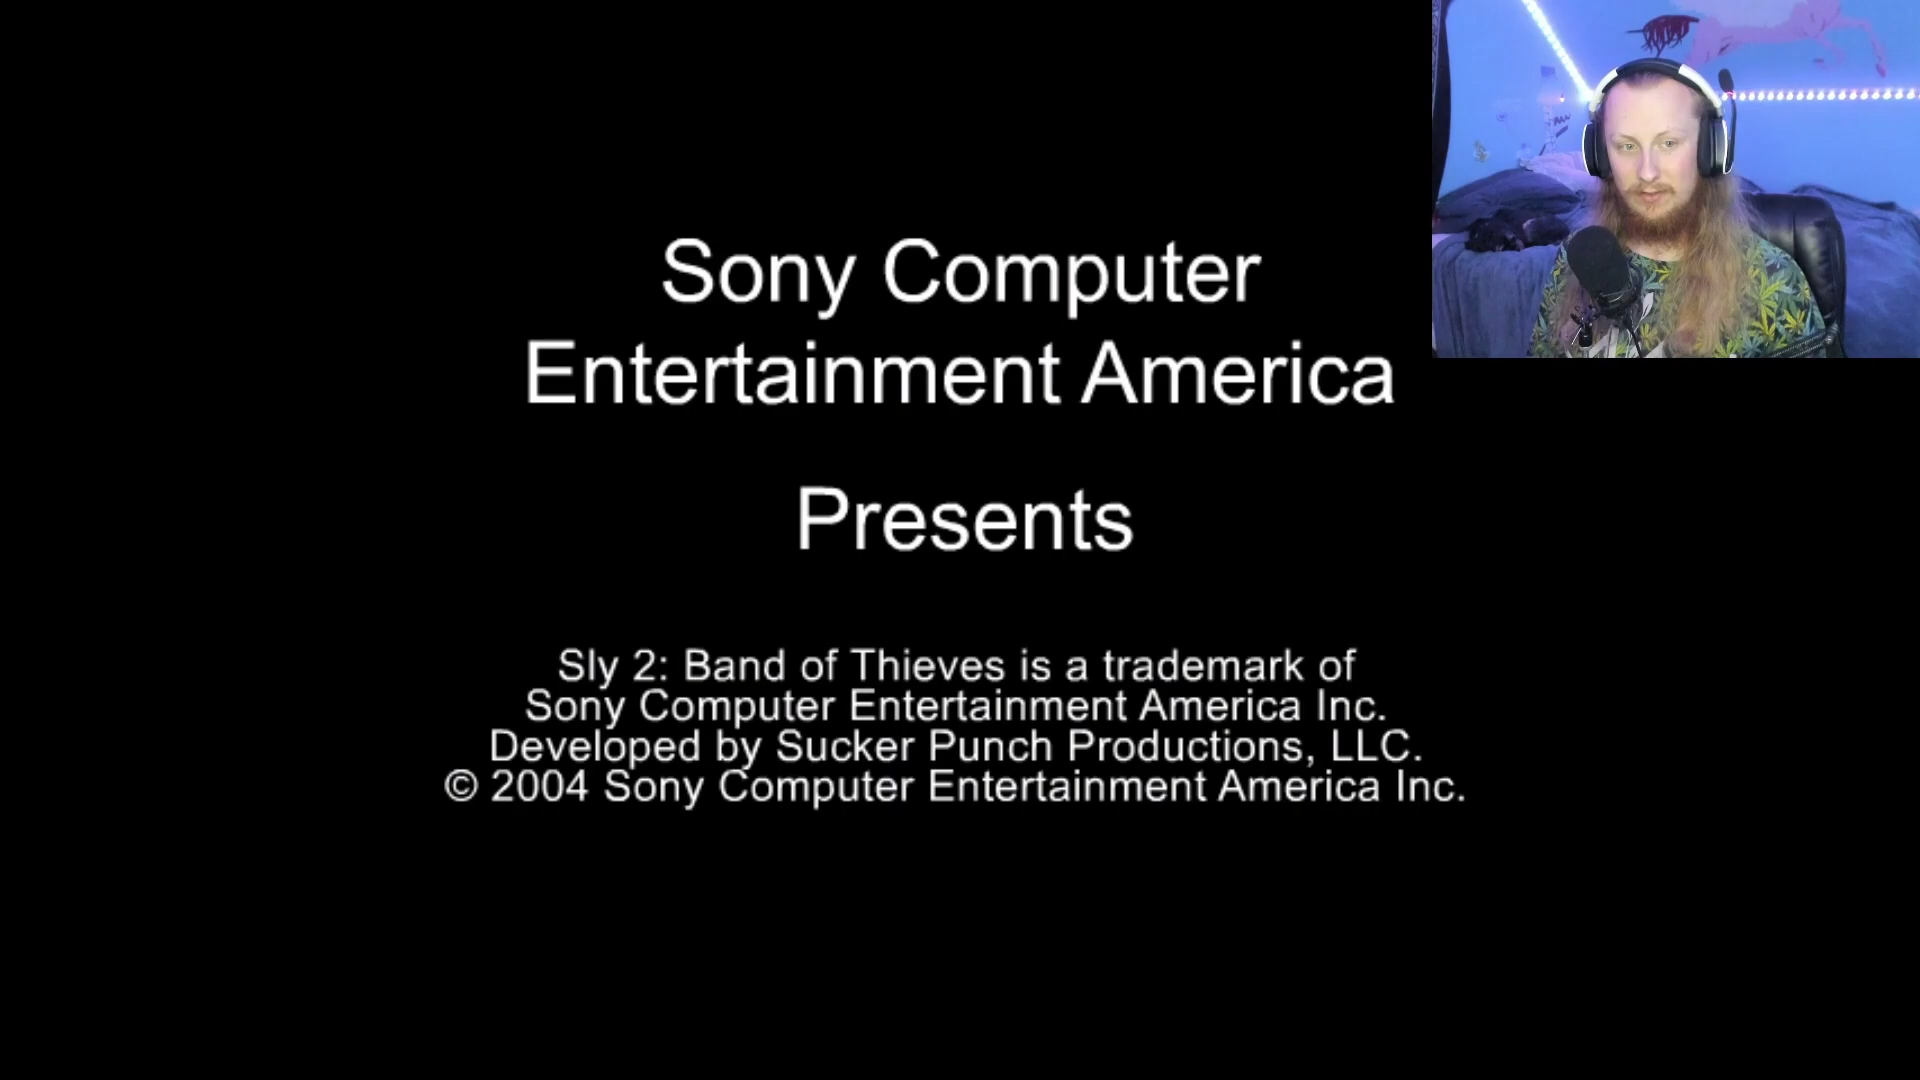 Sony Computer
Entertainment America
Presents
Sly 2: Band of Thieves is a trademark of
Sony Computer Entertainment America Inc.
Developed by Sucker Punch Productions, LLC.
© 2004 Sony Computer Entertainment America Inc.